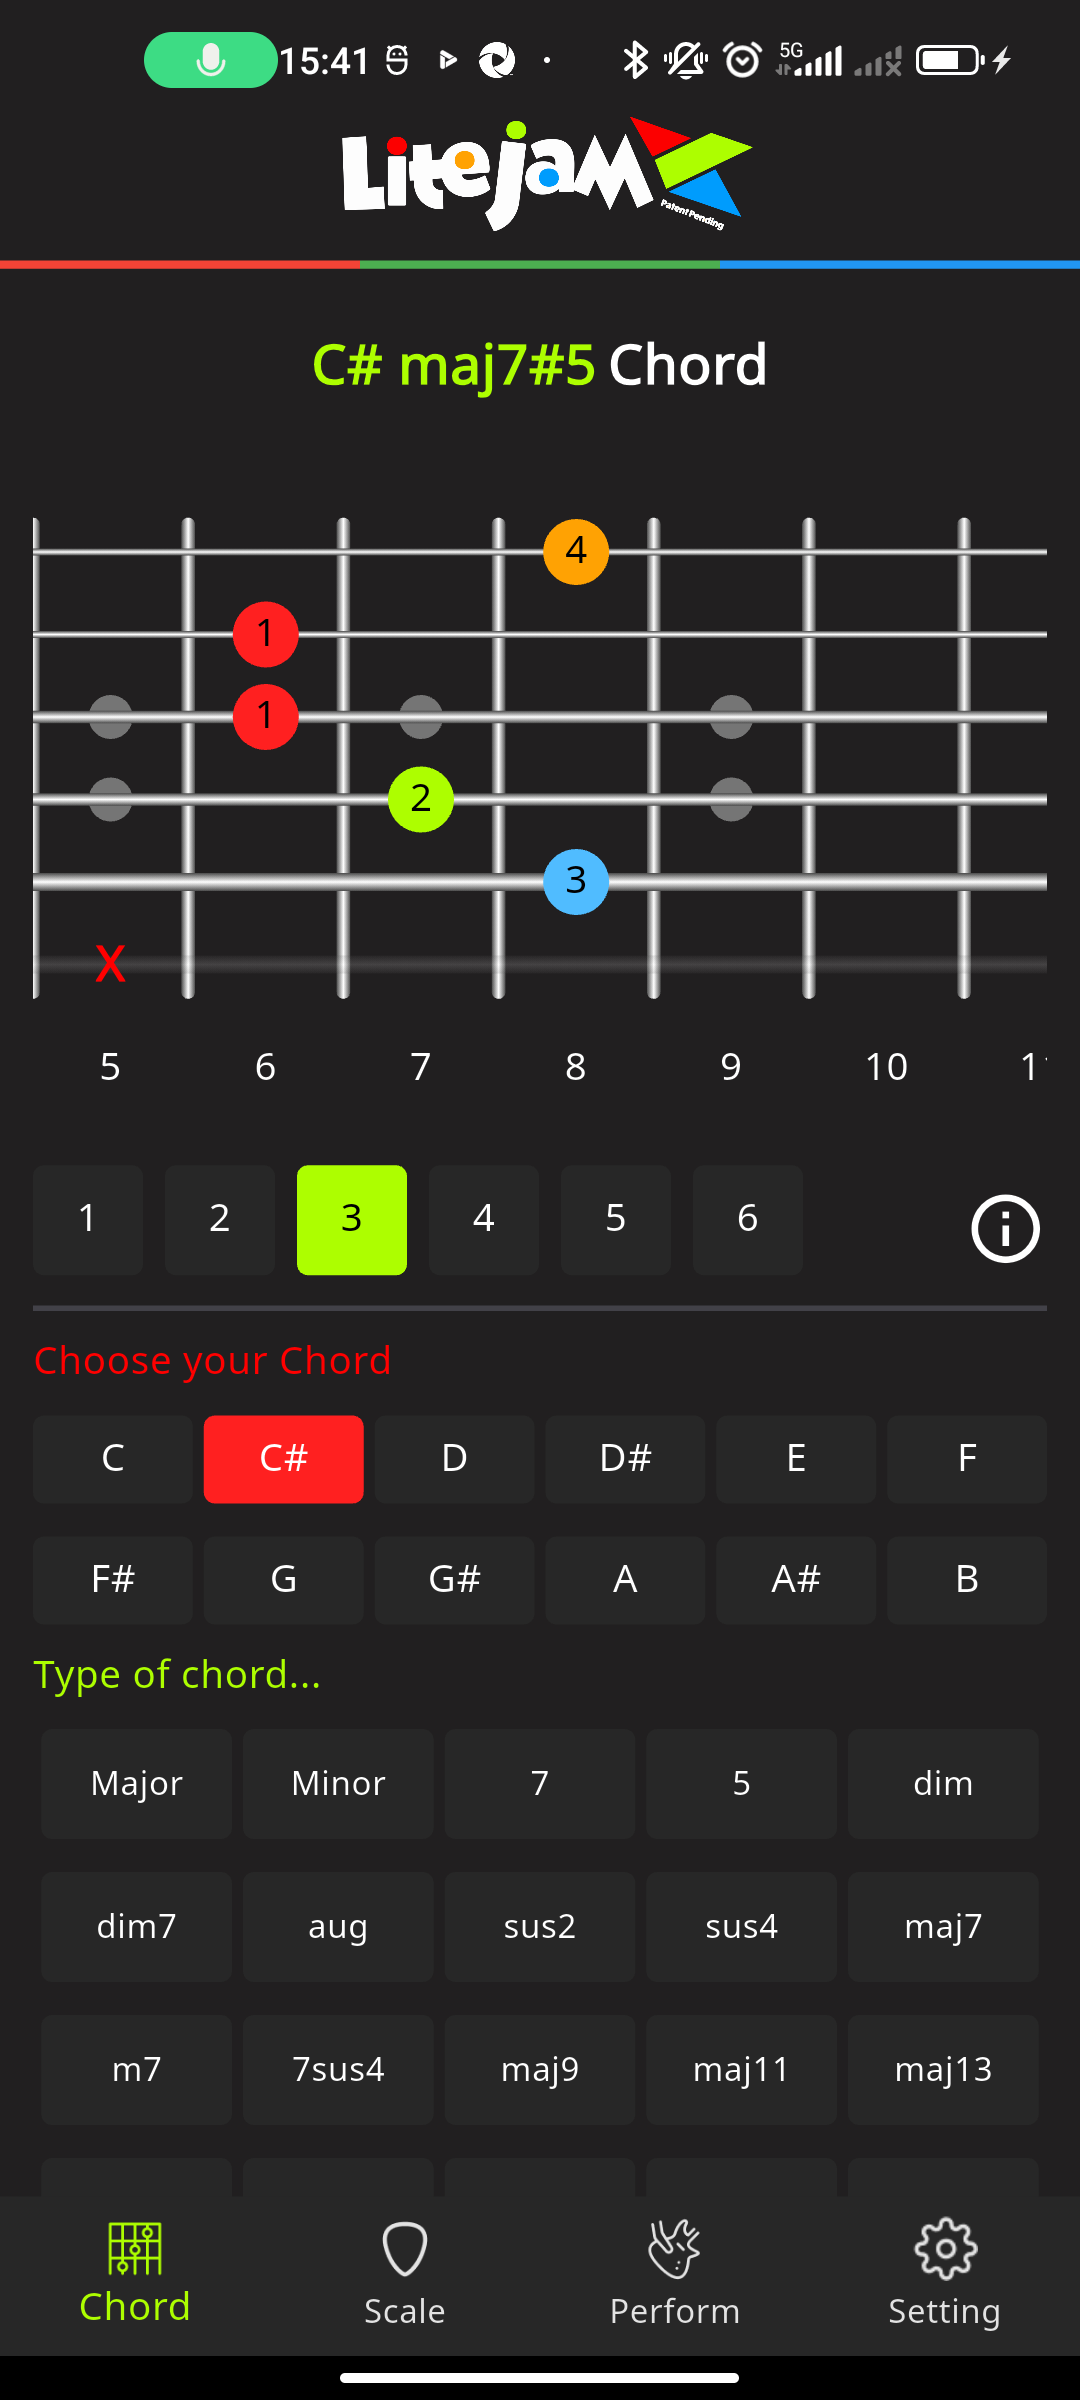 15:41 5G
Litejam
Patent Pending
C# maj7#5 Chord
4
1
1
2
3
X
5 6 7 8 9 10
1 2 3 4 5 6
Choose your Chord
C C# D D# E F
F# G G# A A# B
Type of chord...
Major Minor 7 5 dim
dim7 aug sus2 sus4 maj7
m7 7sus4 maj9 maj11 maj13
Chord Scale Perform Setting